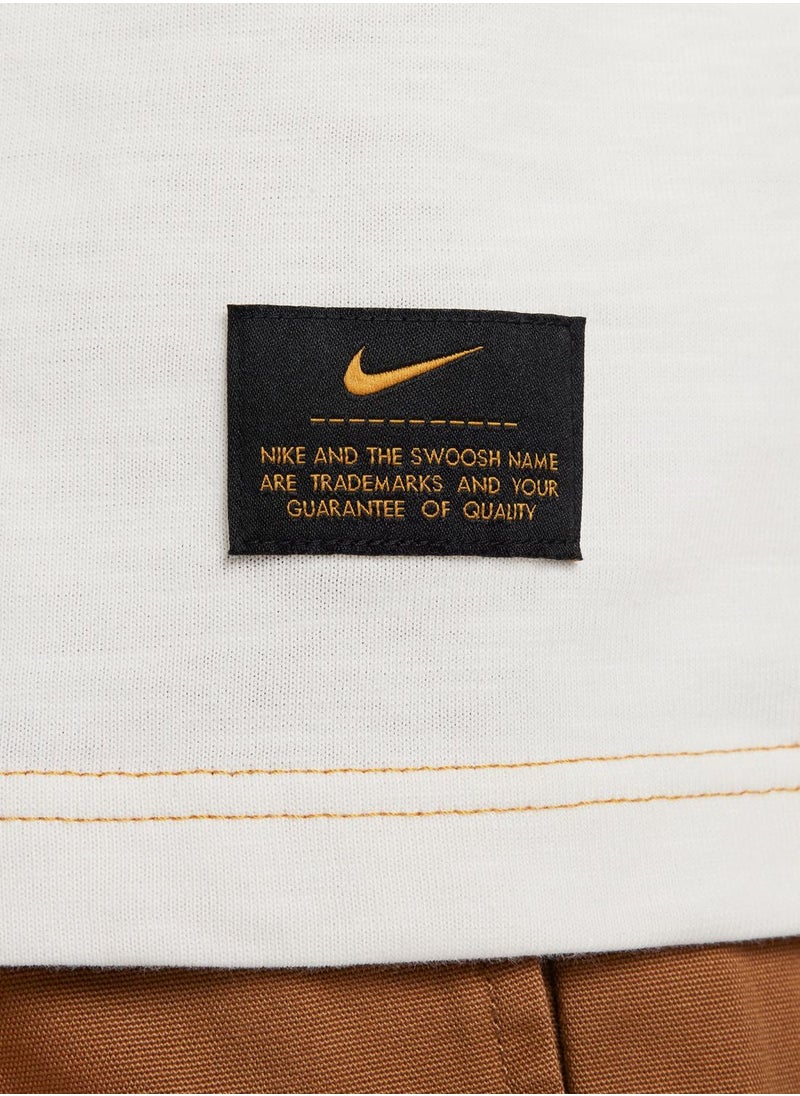 NIKE AND THE SWOOSH NAME
ARE TRADEMARKS AND YOUR
GUARANTEE OF QUALITY